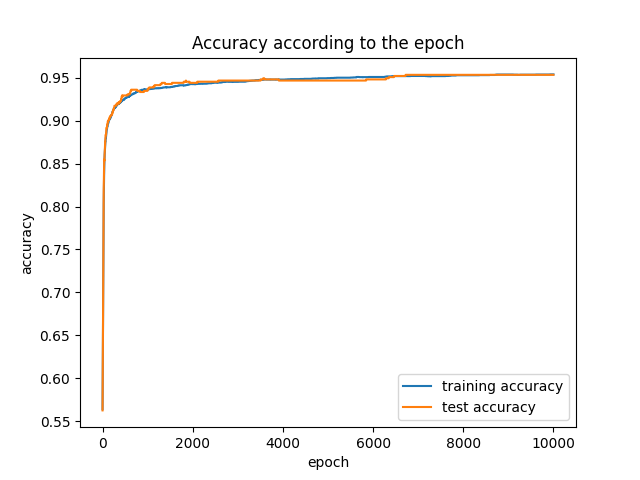 Accuracy according to the epoch
accuracy
0.95
0.90
0.85
0.80
0.75
0.70
0.65
0.60
0.55
training accuracy
test accuracy
0 2000 4000 6000 8000 10000
epoch